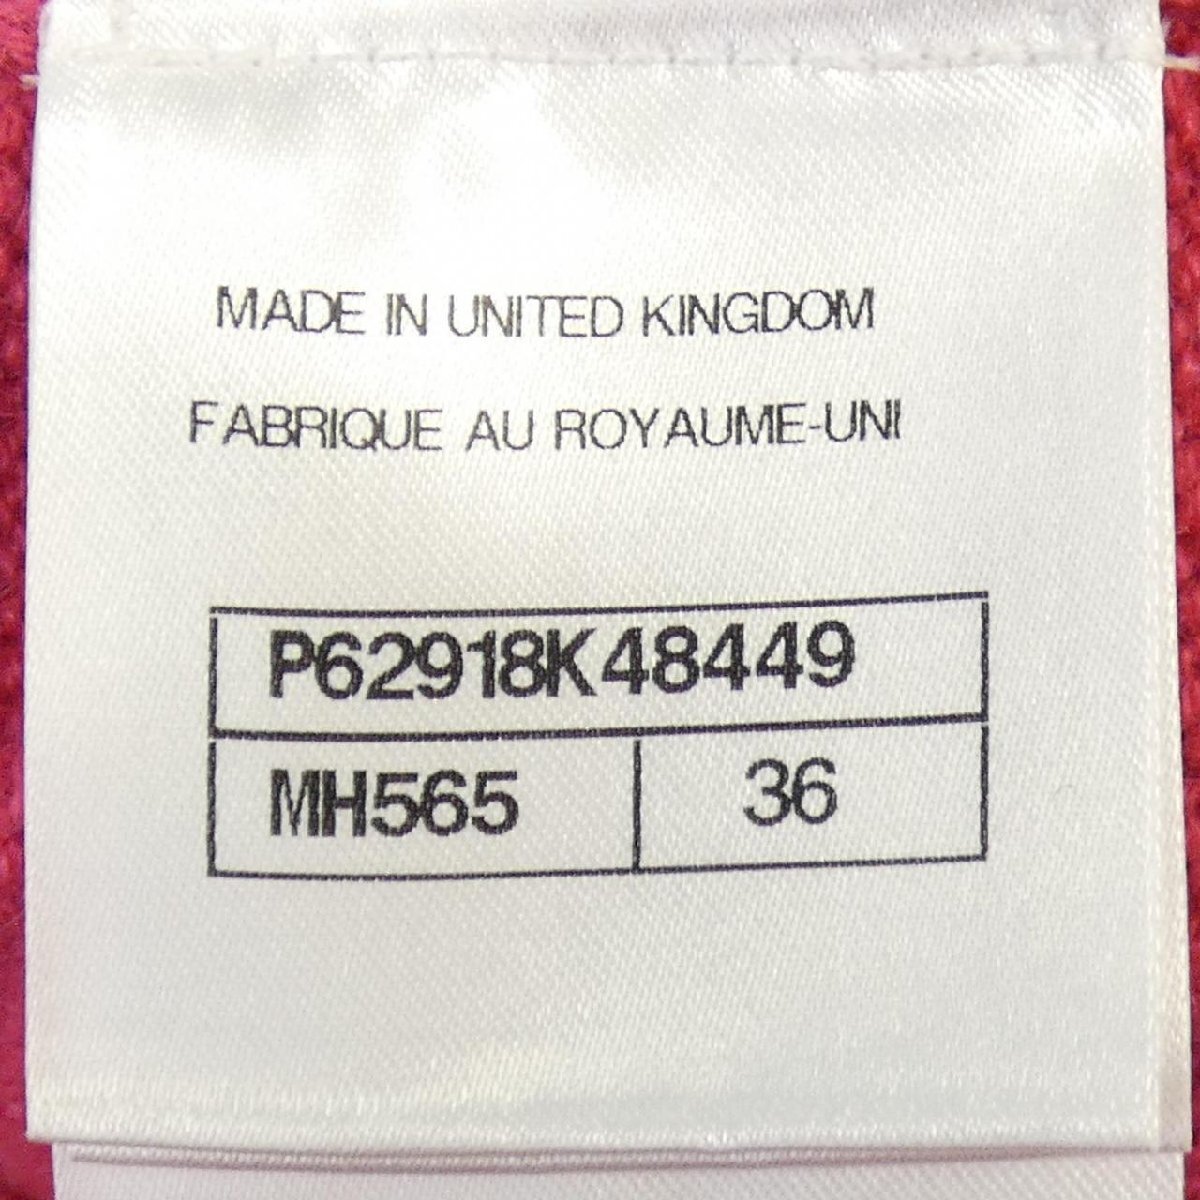 MADE IN UNITED KINGDOM
FABRIQUE AU ROYAUME-UNI
P62918K48449
MH565 36